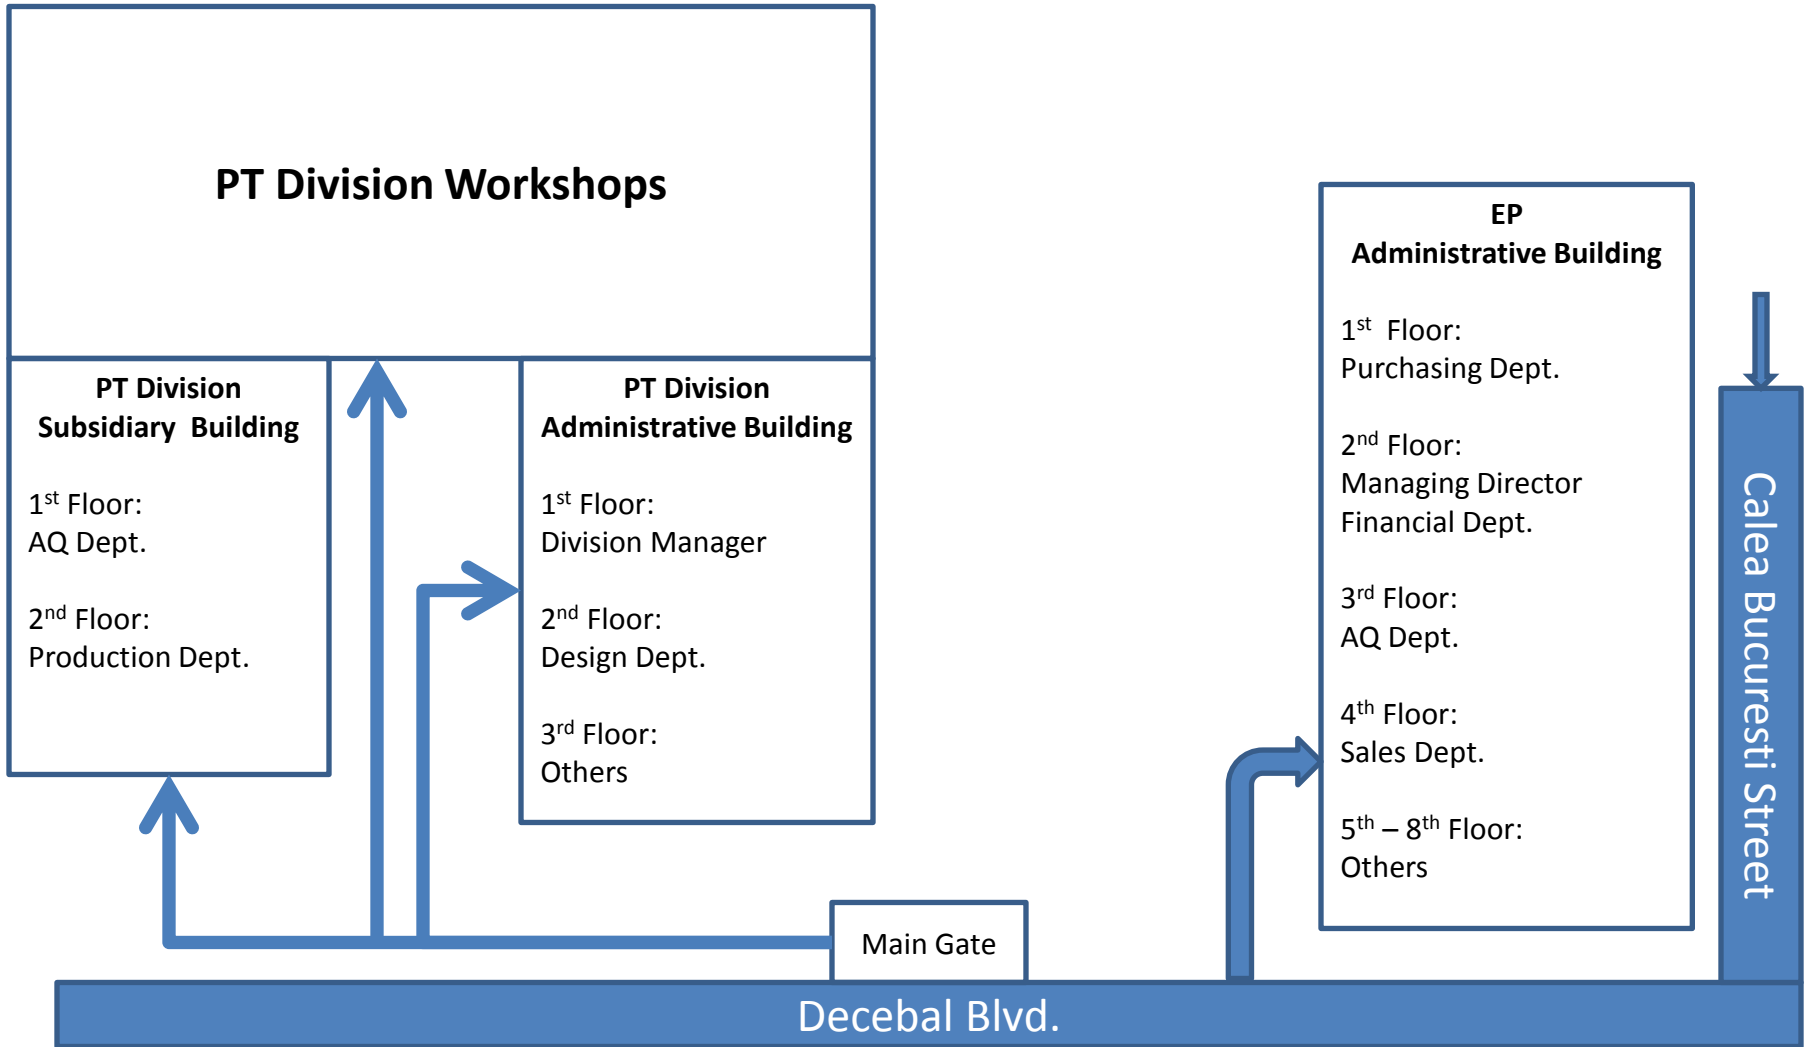 PT Division Workshops
PT Division
Subsidiary Building
1st Floor:
AQ Dept.
2nd Floor:
Production Dept.
PT Division
Administrative Building
1st Floor:
Division Manager
2nd Floor:
Design Dept.
3rd Floor:
Others
EP
Administrative Building
1st Floor:
Purchasing Dept.
2nd Floor:
Managing Director
Financial Dept.
3rd Floor:
AQ Dept.
4th Floor:
Sales Dept.
5th – 8th Floor:
Others
Calea Bucuresti Street
Main Gate
Decebal Blvd.